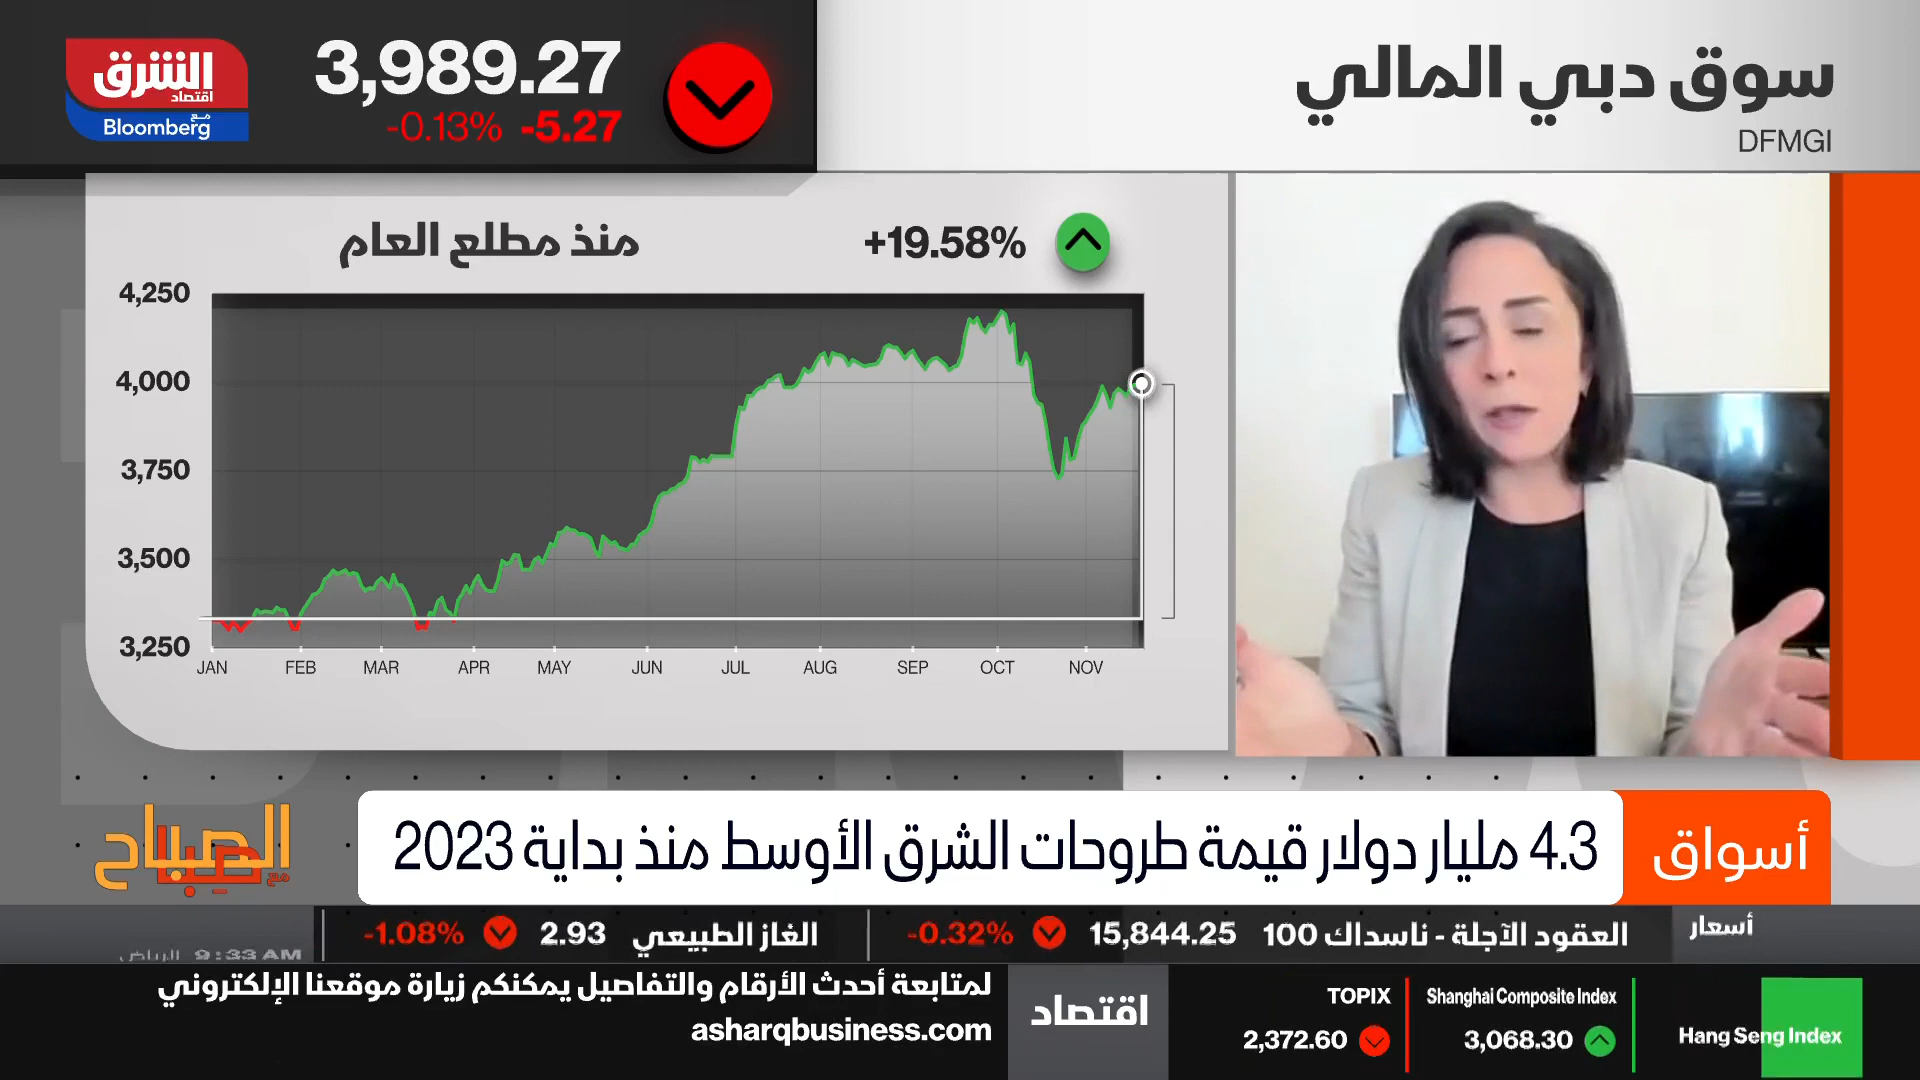 الشرق
اقتصاد
مع
Bloomberg
3,989.27
-0.13% -5.27
سوق دبي المالي
DFMGI
منذ مطلع العام
+19.58%
4,250
4,000
3,750
3,500
3,250
JAN FEB MAR APR MAY JUN JUL AUG SEP OCT NOV
الصباح
مع
صبا
أسواق
4.3 مليار دولار قيمة طروحات الشرق الأوسط منذ بداية 2023
أسعار
العقود الآجلة - ناسداك 100 15,844.25 -0.32%
الغاز الطبيعي 2.93 -1.08%
9:33 AM الرياض
Hang Seng Index
Shanghai Composite Index
3,068.30
TOPIX
2,372.60
اقتصاد
لمتابعة أحدث الأرقام والتفاصيل يمكنكم زيارة موقعنا الإلكتروني
asharqbusiness.com